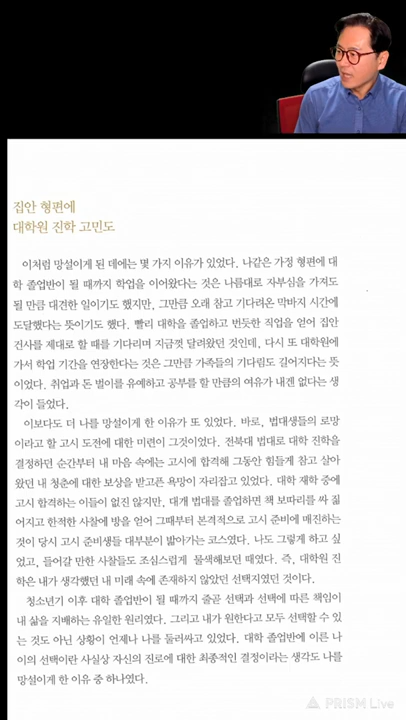 집안 형편에
대학원 진학 고민도
이처럼 망설이게 된 데에는 몇 가지 이유가 있었다. 나같은 가정 형편에 대
학 졸업반이 될 때까지 학업을 이어왔다는 것은 나름대로 자부심을 가져도
될 만큼 대견한 일이기도 했지만, 그만큼 오래 참고 기다려온 막바지 시간에
도달했다는 뜻이기도 했다. 빨리 대학을 졸업하고 번듯한 직업을 얻어 집안
건사를 제대로 할 때를 기다리며 지금껏 달려왔던 것인데, 다시 또 대학원에
가서 학업 기간을 연장한다는 것은 그만큼 가족들의 기다림도 길어지다는 뜻
이었다. 취업과 돈 벌이를 유예하고 공부를 할 만큼의 여유가 내겐 없다는 생
각이 들었다.
이보다도 더 나를 망설이게 한 이유가 또 있었다. 바로, 법대생들의 로망
이라고 할 고시 도전에 대한 미련이 그것이었다. 전북대 법대로 대학 진학을
결정하던 순간부터 내 마음 속에는 고시에 합격해 그동안 힘들게 참고 살아
왔던 내 청춘에 대한 보상을 받고픈 욕망이 자리잡고 있었다. 대학 재학 중에
고시 합격하는 이들이 없진 않지만, 대개 법대를 졸업하면 책 보따리를 싸 짊
어지고 한적한 사찰에 방을 얻어 그때부터 본격적으로 고시 준비에 매진하는
것이 당시 고시 준비생들 대부분이 밟아가는 코스였다. 나도 그렇게 하고 싶
었고, 들어갈 만한 사찰들도 조심스럽게 물색해보던 때였다. 즉, 대학원 진
학은 내가 생각했던 내 미래 속에 존재하지 않았던 선택지였던 것이다.
청소년기 이후 대학 졸업반이 될 때까지 줄곧 선택과 선택에 따른 책임이
내 삶을 지배하는 유일한 원리였다. 그리고 내가 원한다고 모두 선택할 수 있
는 것도 아닌 상황이 언제나 나를 둘러싸고 있었다. 대학 졸업반에 이른 나
이의 선택이란 사실상 자신의 진로에 대한 최종적인 결정이라는 생각도 나를
망설이게 한 이유 중 하나였다.
PRISM Live